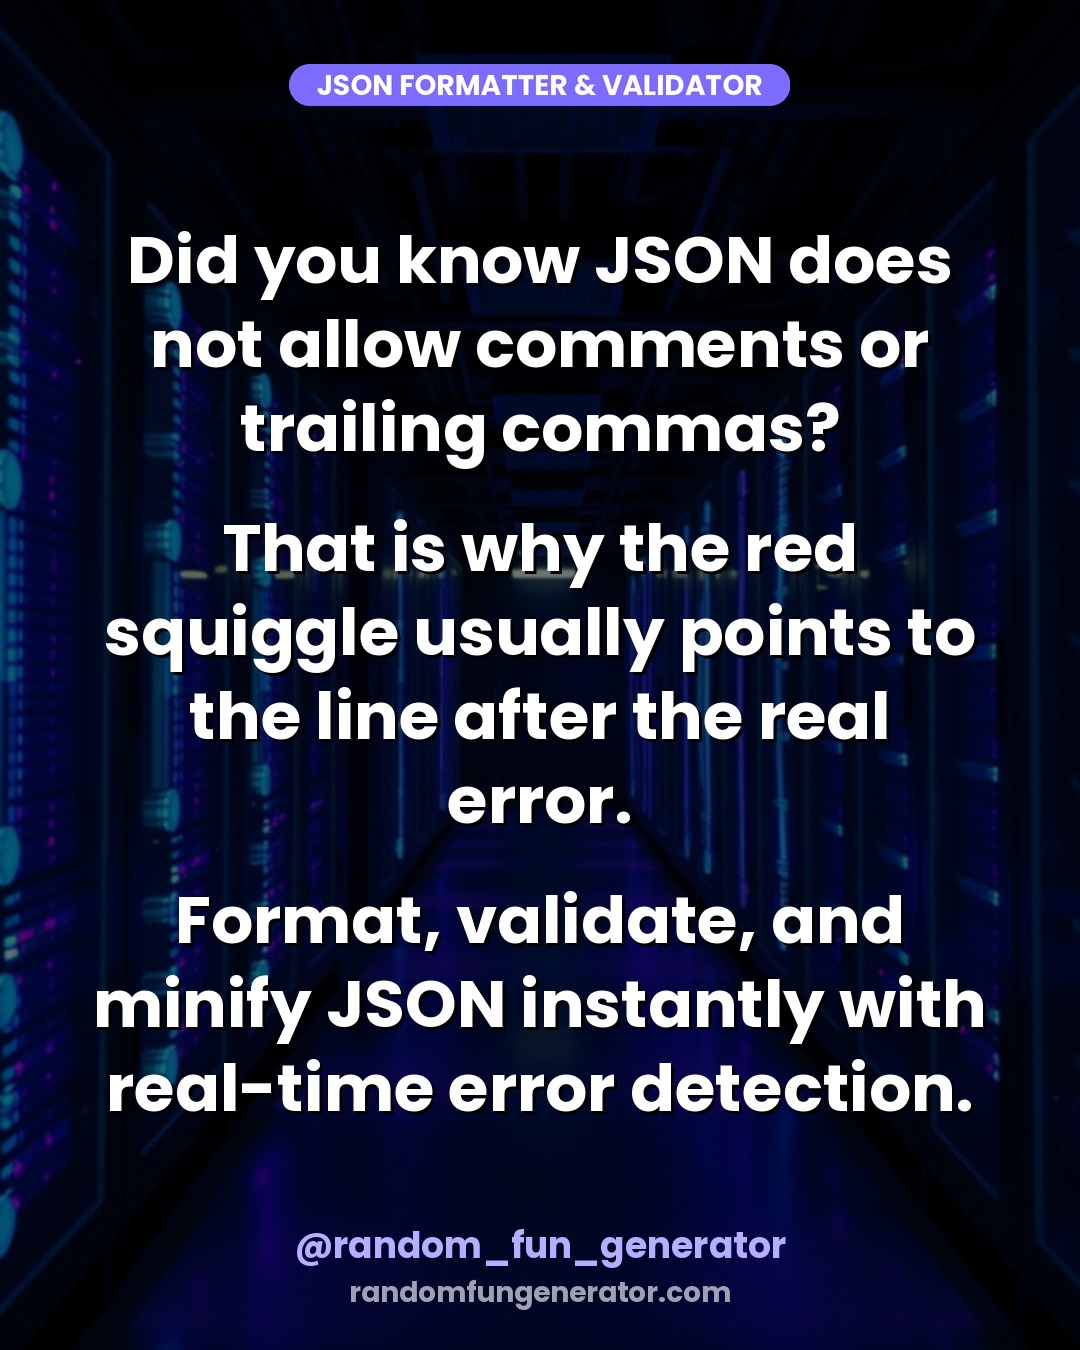 JSON FORMATTER & VALIDATOR
Did you know JSON does
not allow comments or
trailing commas?
That is why the red
squiggle usually points to
the line after the real
error.
Format, validate, and
minify JSON instantly with
real-time error detection.
@random_fun_generator
randomfungenerator.com